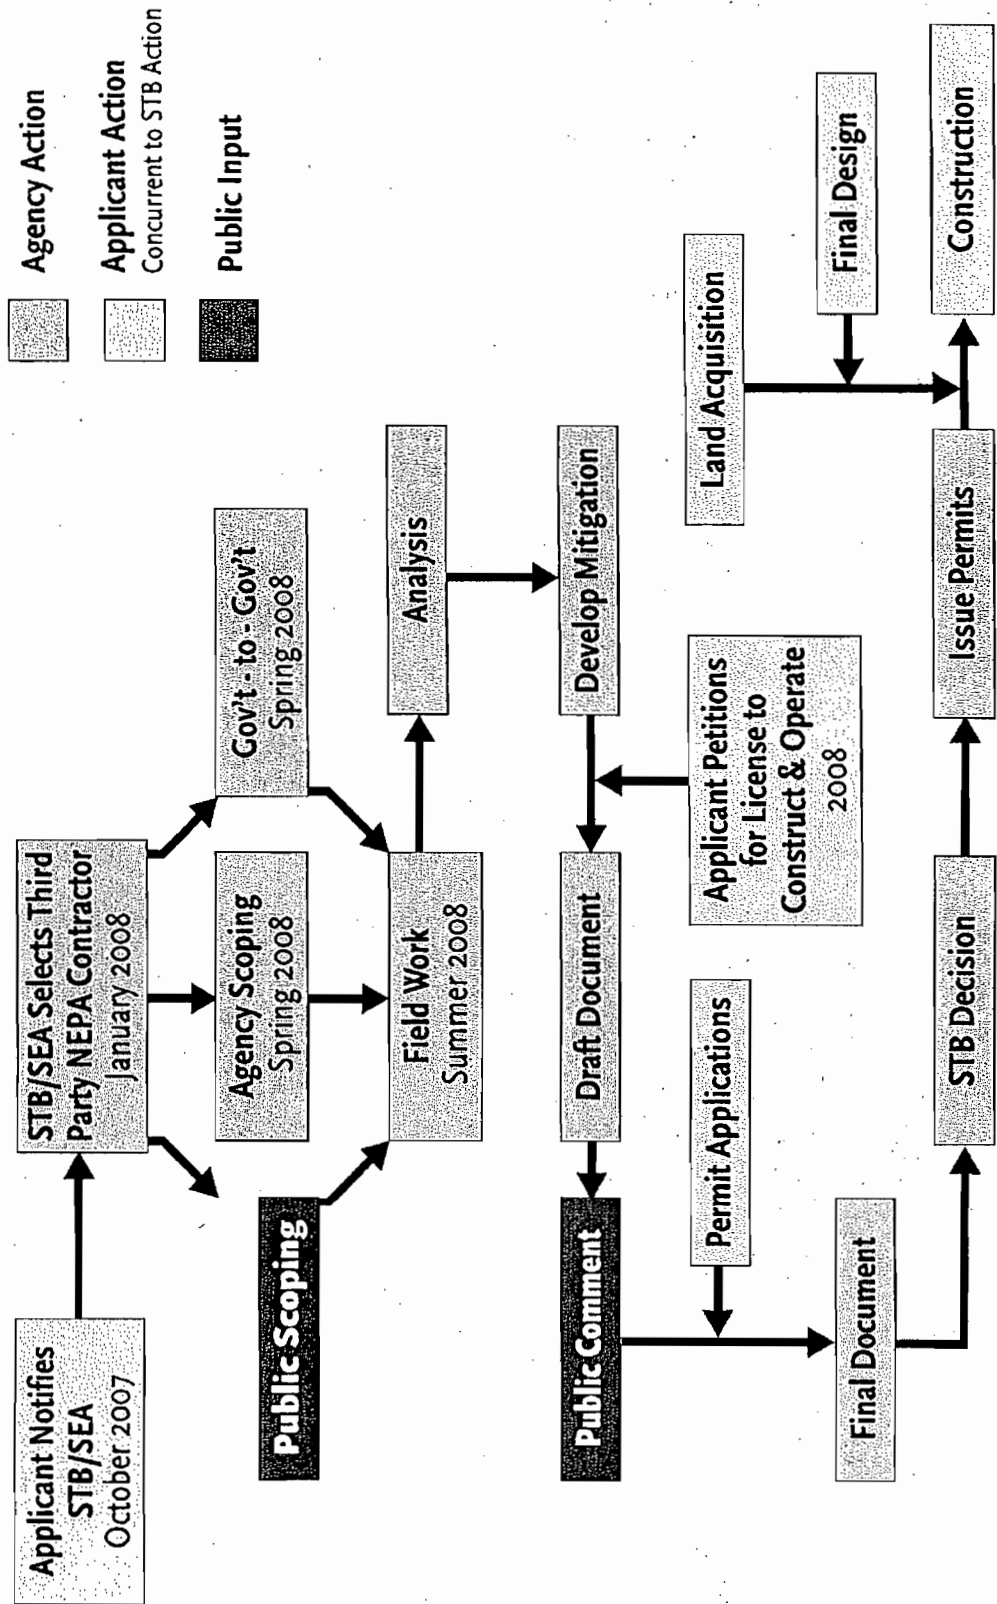 Applicant Notifies
STB/SEA
October 2007
STB/SEA Selects Third
Party NEPA Contractor
January 2008
Agency Action
Applicant Action
Concurrent to STB Action
Public Input
Public Scoping
Agency Scoping
Spring 2008
Gov't - to - Gov't
Spring 2008
Field Work
Summer 2008
Analysis
Public Comment
Draft Document
Develop Mitigation
Permit Applications
Applicant Petitions
for License to
Construct & Operate
2008
Land Acquisition
Final Design
Final Document
STB Decision
Issue Permits
Construction